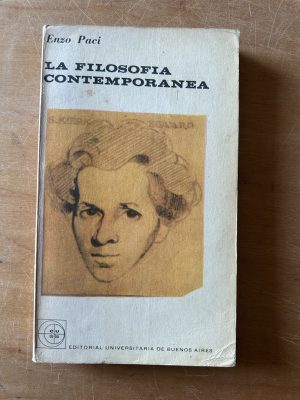 Enzo Paci
LA FILOSOFIA
CONTEMPORANEA
EDITORIAL UNIVERSITARIA DE BUENOS AIRES